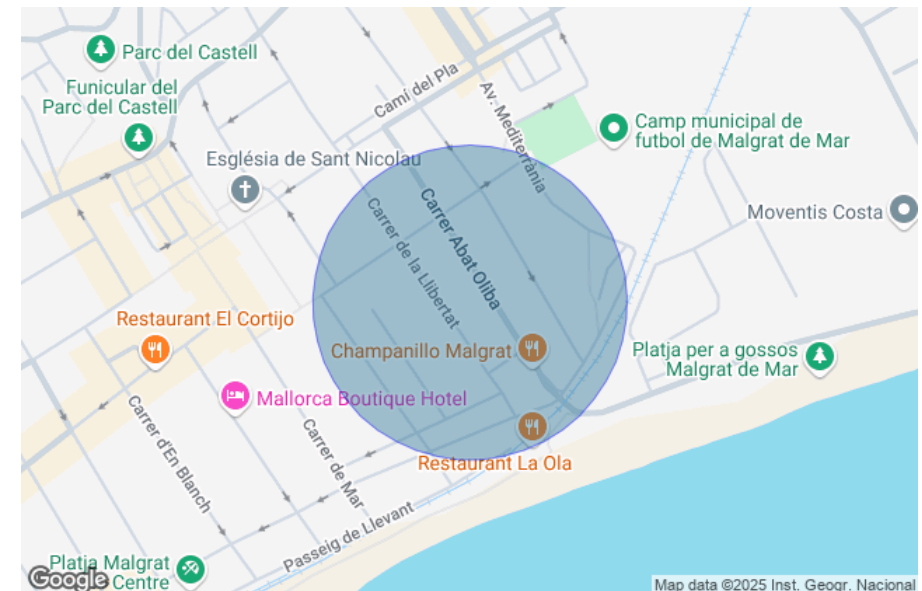 Parc del Castell
Funicular del
Parc del Castell
Camí del Pla
Av. Mediterrània
Camp municipal de
futbol de Malgrat de Mar
Església de Sant Nicolau
Carrer Abat Oliba
Carrer de la Llibertat
Moventis Costa
Restaurant El Cortijo
Champanillo Malgrat
Platja per a gossos
Malgrat de Mar
Mallorca Boutique Hotel
Carrer d'En Blanch
Carrer de Mar
Restaurant La Ola
Passeig de Llevant
Platja Malgrat
Centre
Google
Map data ©2025 Inst. Geogr. Nacional